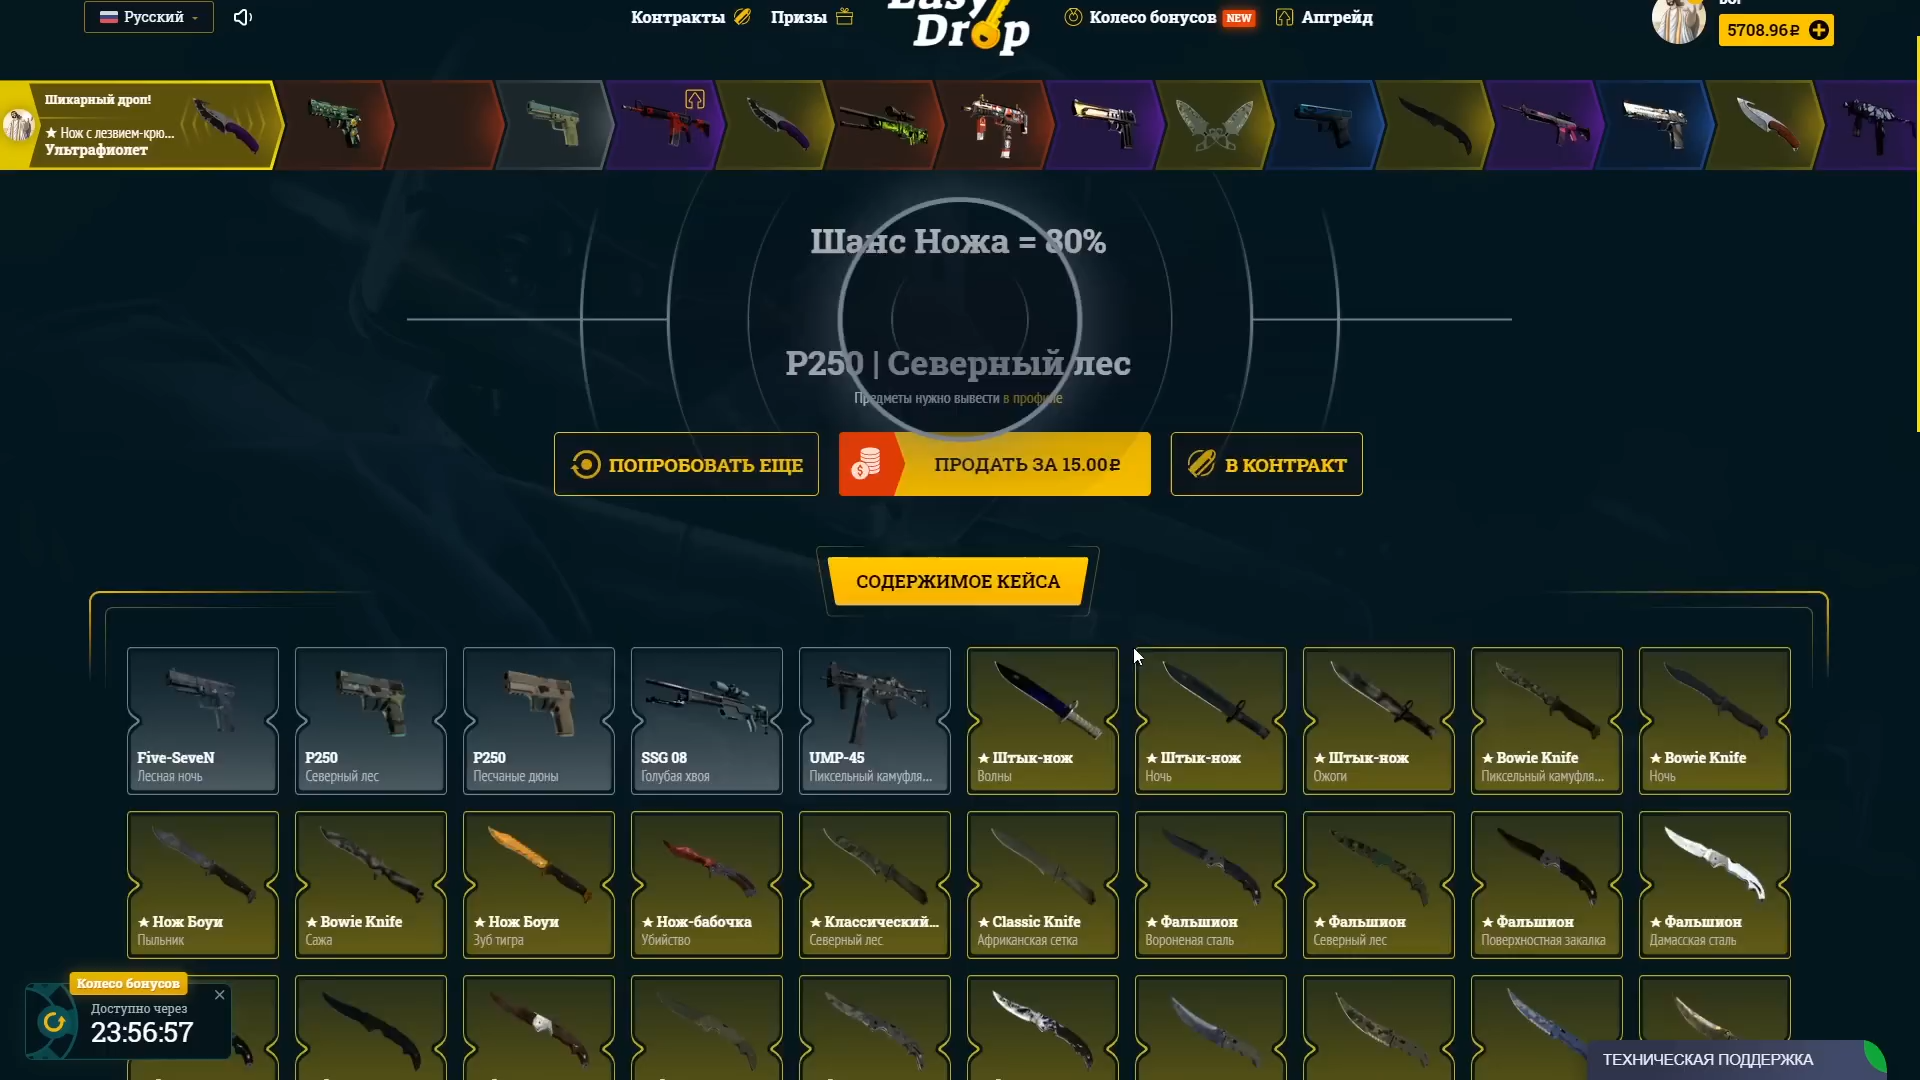 Русский
Контракты
Призы
Easy
Drop
Колесо бонусов NEW
Апгрейд
5708.96₽
Шикарный дроп!
★ Нож с лезвием-крю...
Ультрафиолет
Шанс Ножа = 80%
P250 | Северный лес
Предметы нужно вывести в профиле
ПОПРОБОВАТЬ ЕЩЕ
ПРОДАТЬ ЗА 15.00₽
В КОНТРАКТ
СОДЕРЖИМОЕ КЕЙСА
Five-SeveN
Лесная ночь
P250
Северный лес
P250
Песчаные дюны
SSG 08
Голубая хвоя
UMP-45
Пиксельный камуфля...
★ Штык-нож
Волны
★ Штык-нож
Ночь
★ Штык-нож
Ожоги
★ Bowie Knife
Пиксельный камуфля...
★ Bowie Knife
Ночь
★ Нож Боуи
Пыльник
★ Bowie Knife
Сажа
★ Нож Боуи
Зуб тигра
★ Нож-бабочка
Убийство
★ Классический...
Северный лес
★ Classic Knife
Африканская сетка
★ Фальшион
Вороненая сталь
★ Фальшион
Северный лес
★ Фальшион
Поверхностная закалка
★ Фальшион
Дамасская сталь
Колесо бонусов
Доступно через
23:56:57
ТЕХНИЧЕСКАЯ ПОДДЕРЖКА